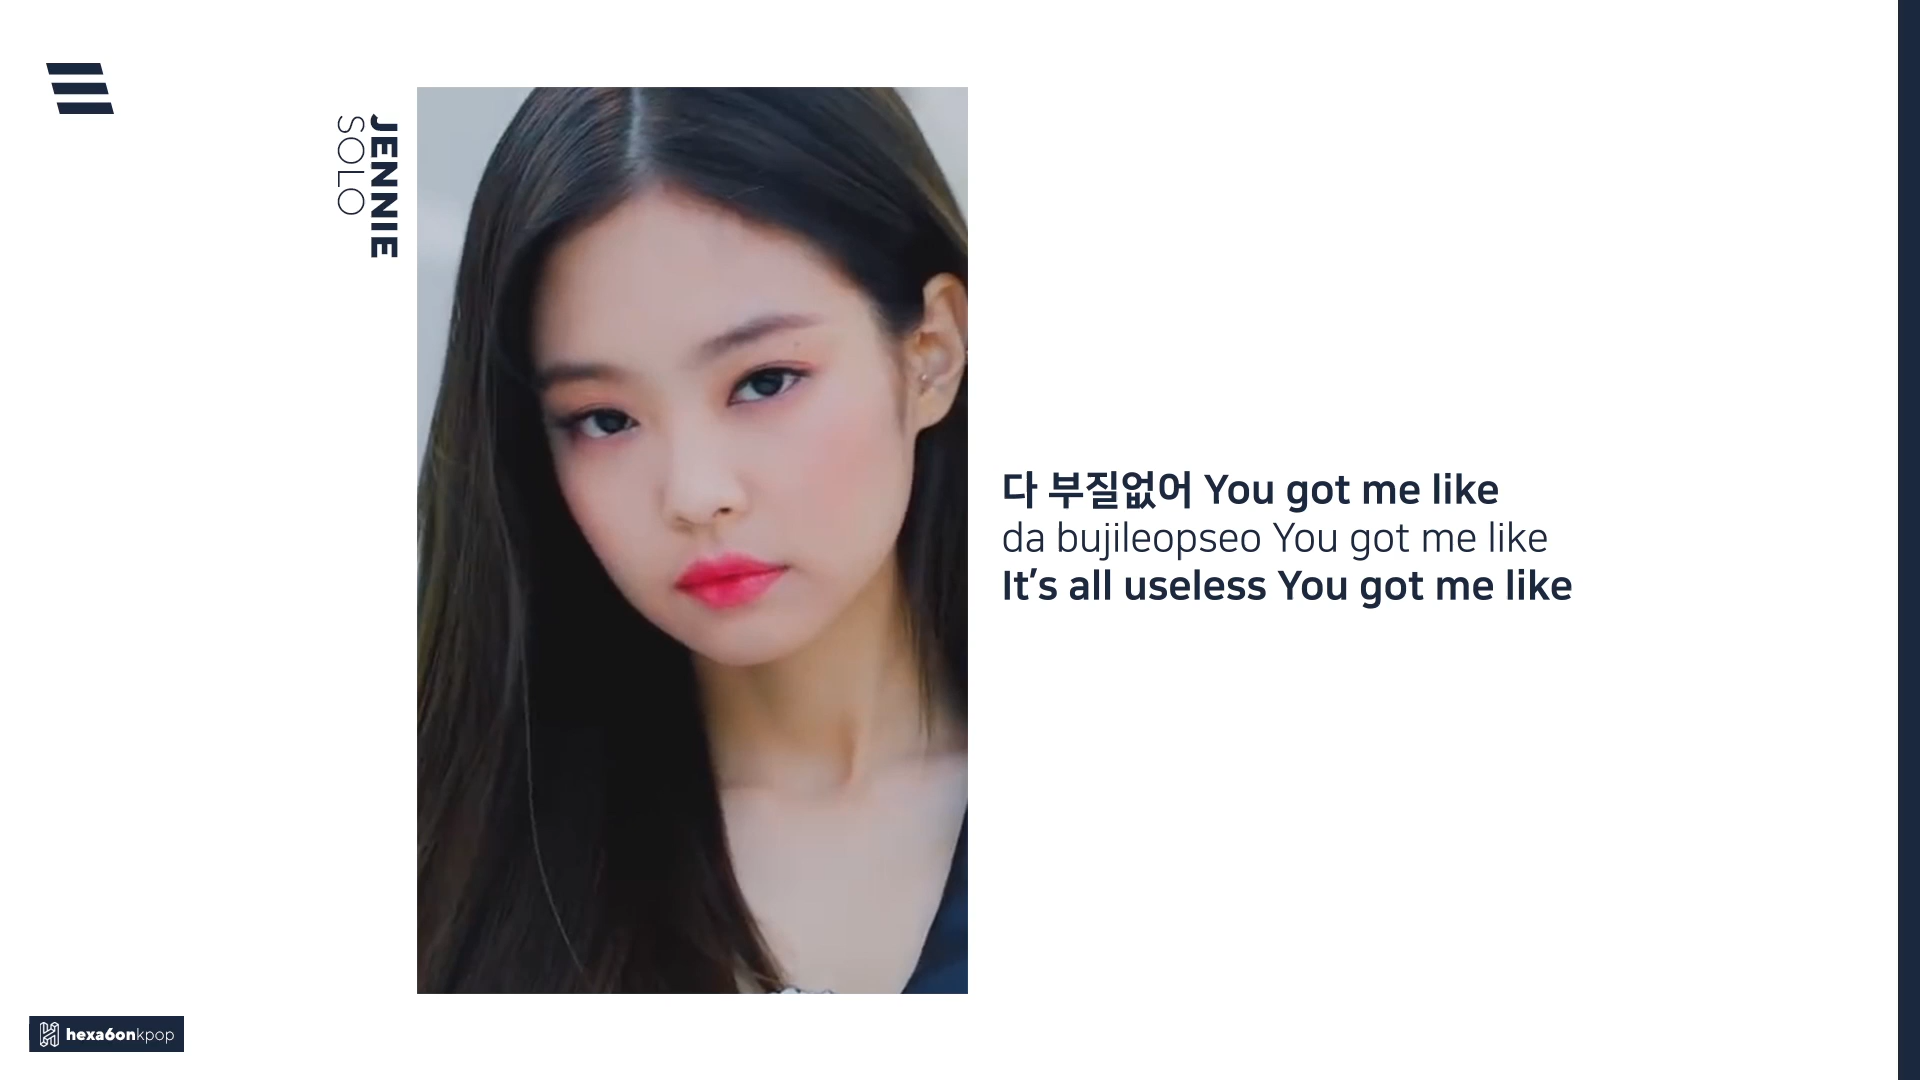 JENNIE
SOLO
다 부질없어 You got me like
da bujileopseo You got me like
It's all useless You got me like
hexa6onkpop